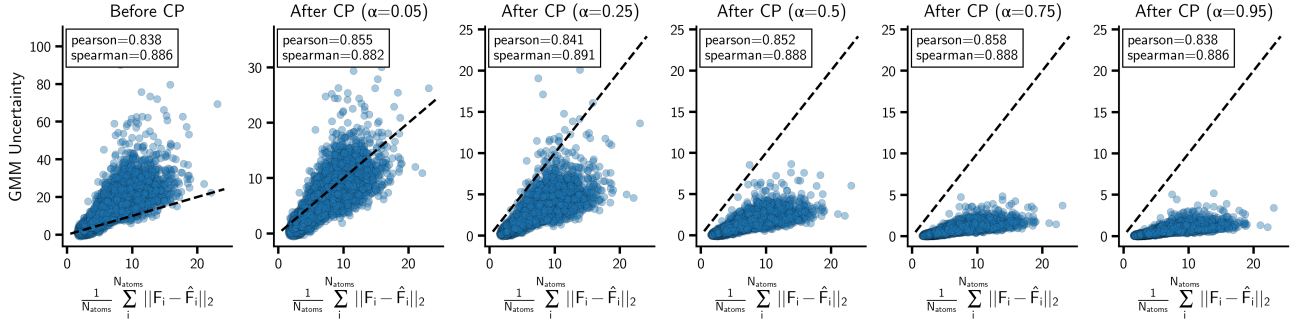 Before CP
After CP (α=0.05)
After CP (α=0.25)
After CP (α=0.5)
After CP (α=0.75)
After CP (α=0.95)
pearson=0.838
spearman=0.886
pearson=0.855
spearman=0.882
pearson=0.841
spearman=0.891
pearson=0.852
spearman=0.888
pearson=0.858
spearman=0.888
pearson=0.838
spearman=0.886
GMM Uncertainty
100
80
60
40
20
0
30
20
10
0
25
20
15
10
5
0
25
20
15
10
5
0
25
20
15
10
5
0
25
20
15
10
5
0
0 10 20
0 10 20
0 10 20
0 10 20
0 10 20
0 10 20
1/N_atoms ∑_i^N_atoms ||F_i − F̂_i||_2
1/N_atoms ∑_i^N_atoms ||F_i − F̂_i||_2
1/N_atoms ∑_i^N_atoms ||F_i − F̂_i||_2
1/N_atoms ∑_i^N_atoms ||F_i − F̂_i||_2
1/N_atoms ∑_i^N_atoms ||F_i − F̂_i||_2
1/N_atoms ∑_i^N_atoms ||F_i − F̂_i||_2